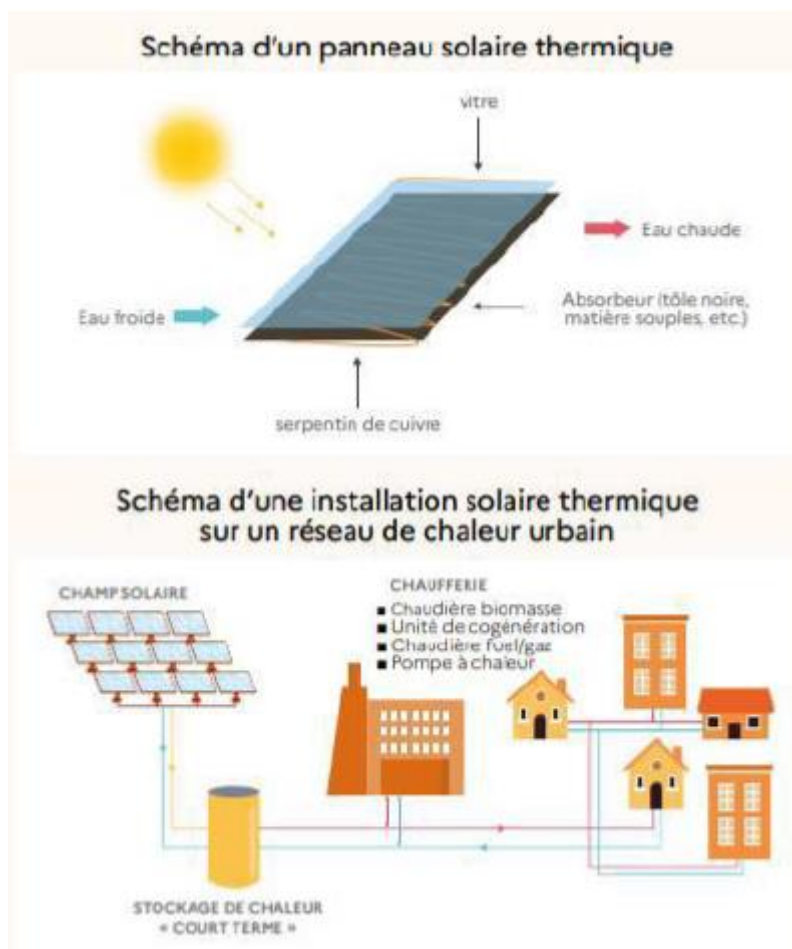 Schéma d'un panneau solaire thermique
vitre
Eau chaude
Eau froide
Absorbeur (tôle noire,
matière souples, etc.)
serpentin de cuivre
Schéma d'une installation solaire thermique
sur un réseau de chaleur urbain
CHAMP SOLAIRE
CHAUFFERIE
▪ Chaudière biomasse
▪ Unité de cogénération
▪ Chaudière fuel/gaz
▪ Pompe à chaleur
STOCKAGE DE CHALEUR
« COURT TERME »